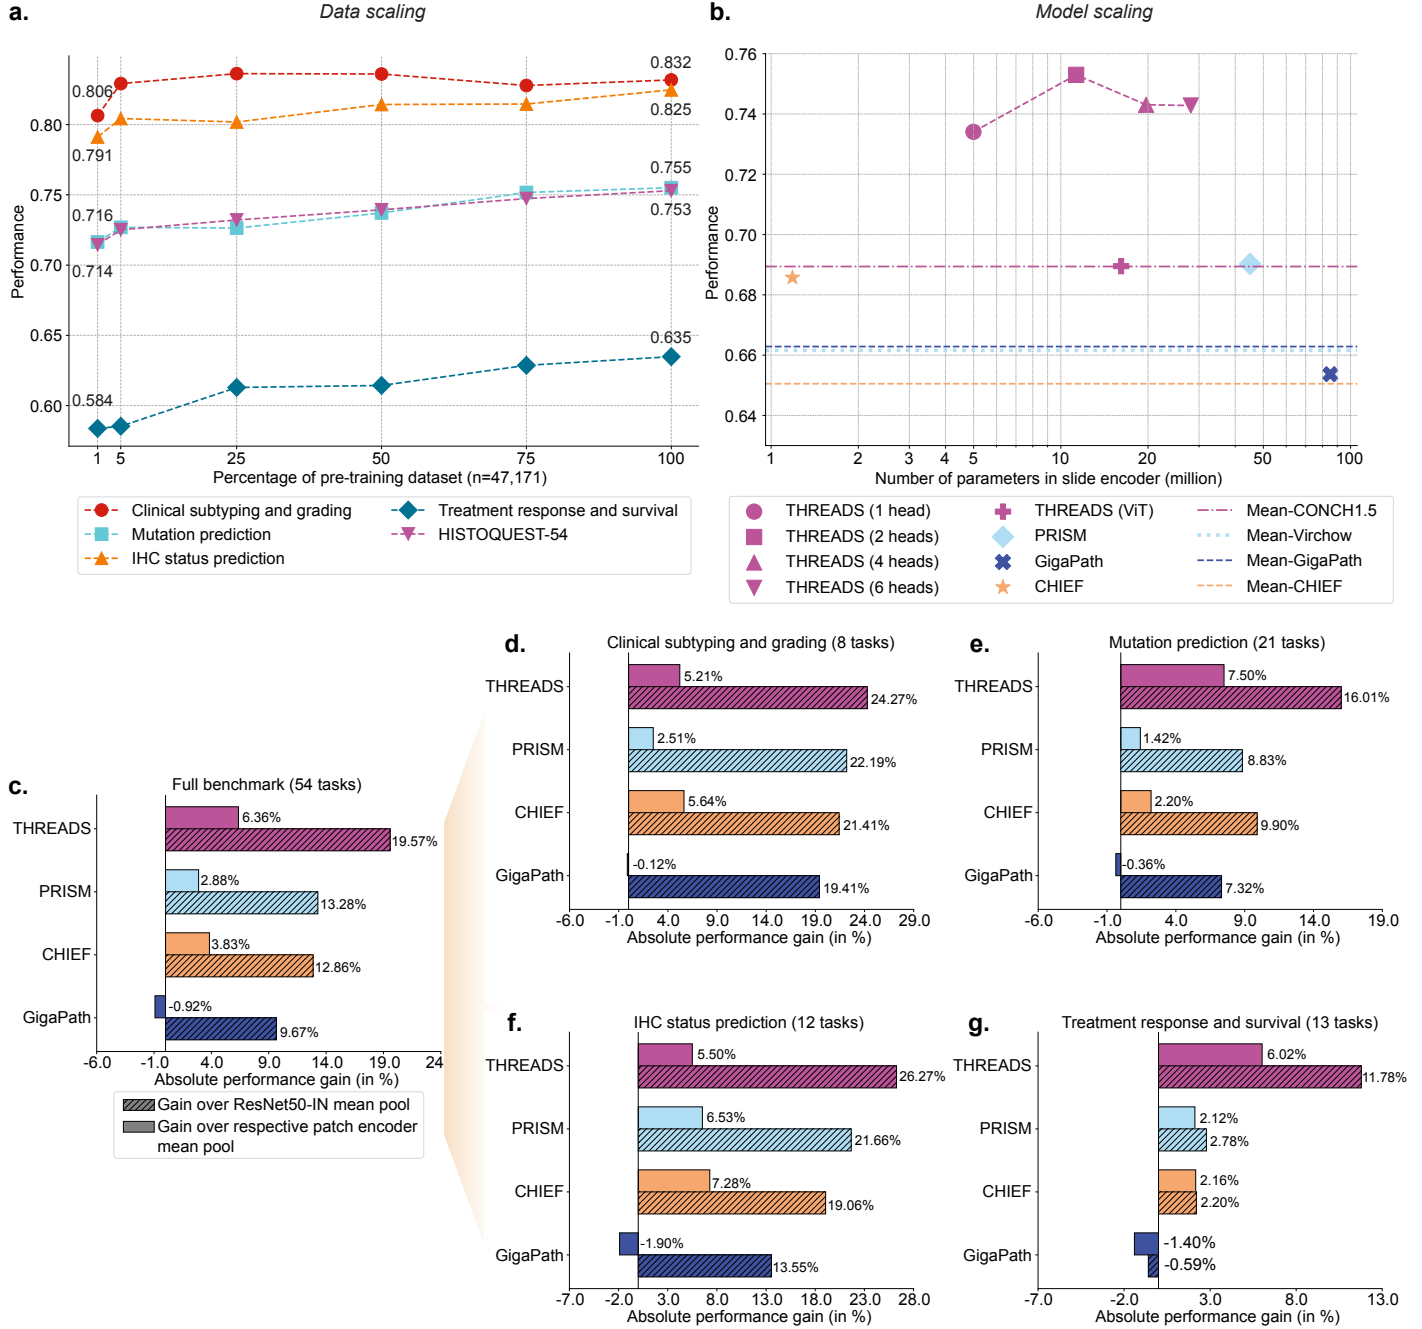 a.
Data scaling
0.80
0.75
0.70
0.65
0.60
Performance
0.806
0.791
0.716
0.714
0.584
0.832
0.825
0.755
0.753
0.635
1
5
25
50
75
100
Percentage of pre-training dataset (n=47,171)
Clinical subtyping and grading
Mutation prediction
IHC status prediction
Treatment response and survival
HISTOQUEST-54
b.
Model scaling
0.76
0.74
0.72
0.70
0.68
0.66
0.64
Performance
1
2
3
4
5
10
20
50
100
Number of parameters in slide encoder (million)
THREADS (1 head)
THREADS (2 heads)
THREADS (4 heads)
THREADS (6 heads)
THREADS (ViT)
PRISM
GigaPath
CHIEF
Mean-CONCH1.5
Mean-Virchow
Mean-GigaPath
Mean-CHIEF
c.
Full benchmark (54 tasks)
THREADS
6.36%
19.57%
PRISM
2.88%
13.28%
CHIEF
3.83%
12.86%
GigaPath
-0.92%
9.67%
-6.0
-1.0
4.0
9.0
14.0
19.0
24
Absolute performance gain (in %)
Gain over ResNet50-IN mean pool
Gain over respective patch encoder
mean pool
d.
Clinical subtyping and grading (8 tasks)
THREADS
5.21%
24.27%
PRISM
2.51%
22.19%
CHIEF
5.64%
21.41%
GigaPath
-0.12%
19.41%
-6.0
-1.0
4.0
9.0
14.0
19.0
24.0
29.0
Absolute performance gain (in %)
e.
Mutation prediction (21 tasks)
THREADS
7.50%
16.01%
PRISM
1.42%
8.83%
CHIEF
2.20%
9.90%
GigaPath
-0.36%
7.32%
-6.0
-1.0
4.0
9.0
14.0
19.0
Absolute performance gain (in %)
f.
IHC status prediction (12 tasks)
THREADS
5.50%
26.27%
PRISM
6.53%
21.66%
CHIEF
7.28%
19.06%
GigaPath
-1.90%
13.55%
-7.0
-2.0
3.0
8.0
13.0
18.0
23.0
28.0
Absolute performance gain (in %)
g.
Treatment response and survival (13 tasks)
THREADS
6.02%
11.78%
PRISM
2.12%
2.78%
CHIEF
2.16%
2.20%
GigaPath
-1.40%
-0.59%
-7.0
-2.0
3.0
8.0
13.0
Absolute performance gain (in %)